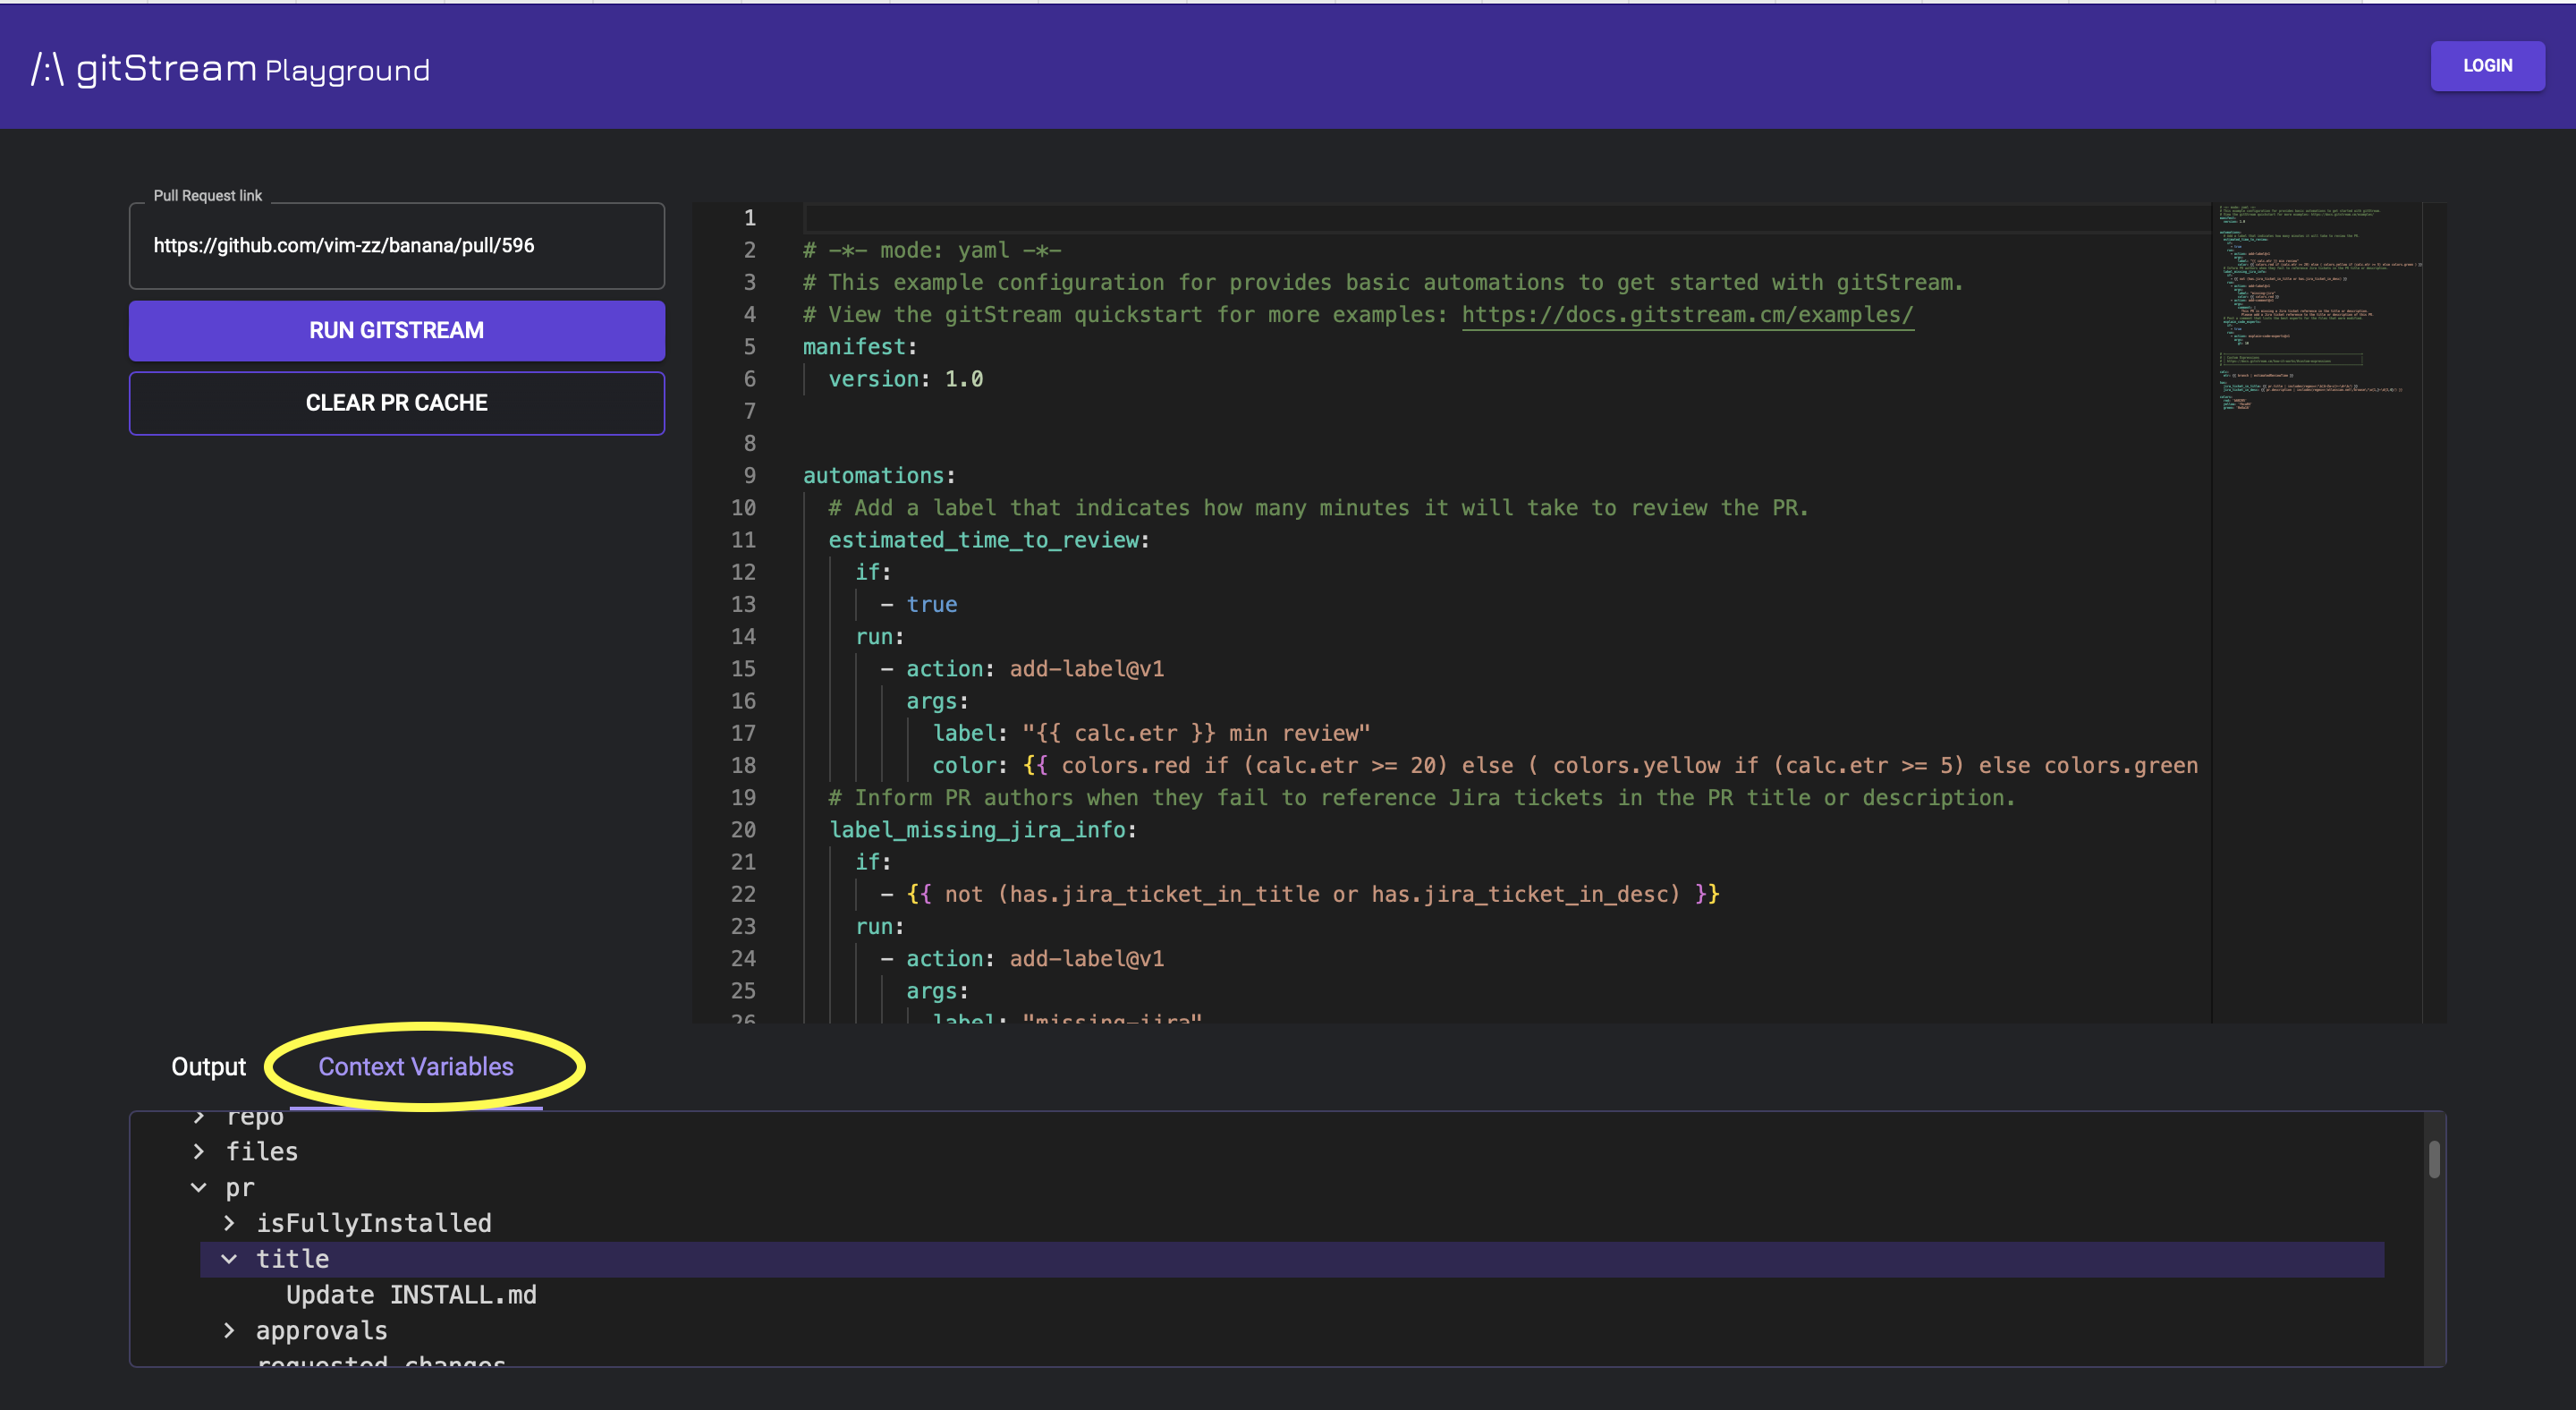 /:\ gitStream Playground
LOGIN
Pull Request link
https://github.com/vim-zz/banana/pull/596
RUN GITSTREAM
CLEAR PR CACHE
1
2 # -*- mode: yaml -*-
3 # This example configuration for provides basic automations to get started with gitStream.
4 # View the gitStream quickstart for more examples: https://docs.gitstream.cm/examples/
5 manifest:
6 version: 1.0
7
8
9 automations:
10 # Add a label that indicates how many minutes it will take to review the PR.
11 estimated_time_to_review:
12 if:
13 - true
14 run:
15 - action: add-label@v1
16 args:
17 label: "{{ calc.etr }} min review"
18 color: {{ colors.red if (calc.etr >= 20) else ( colors.yellow if (calc.etr >= 5) else colors.green
19 # Inform PR authors when they fail to reference Jira tickets in the PR title or description.
20 label_missing_jira_info:
21 if:
22 - {{ not (has.jira_ticket_in_title or has.jira_ticket_in_desc) }}
23 run:
24 - action: add-label@v1
25 args:
26 label: "missing-jira"
Output Context Variables
repo
files
pr
isFullyInstalled
title
Update INSTALL.md
approvals
requested_changes